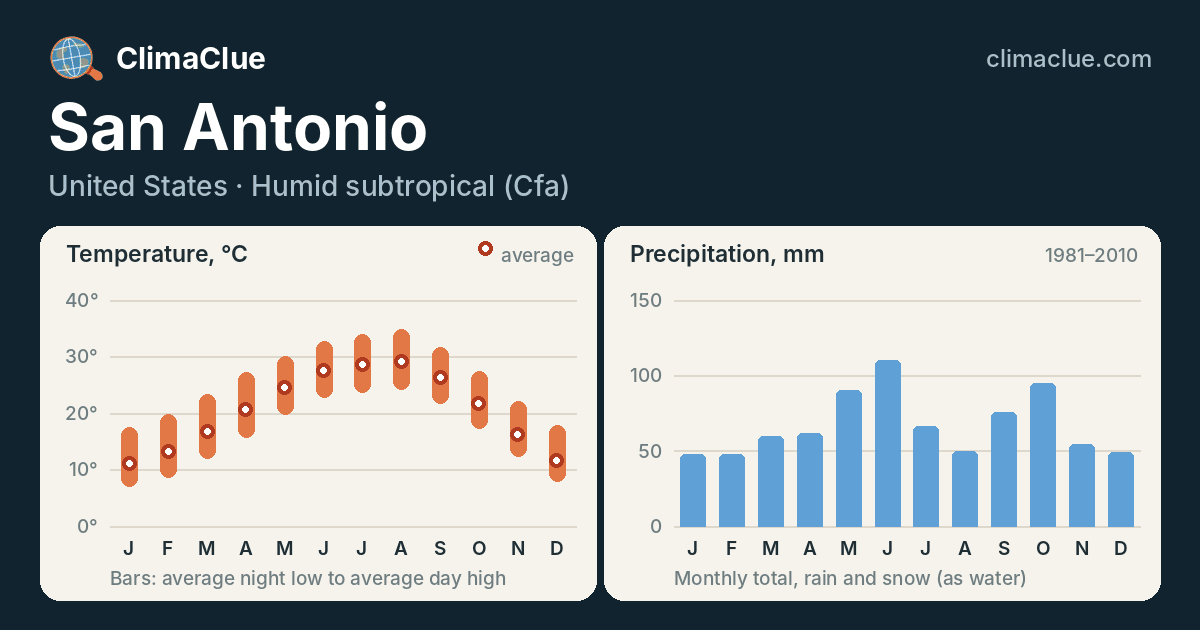 ClimaClue
climaclue.com
San Antonio
United States · Humid subtropical (Cfa)
Temperature, °C
average
40°
30°
20°
10°
0°
J F M A M J J A S O N D
Bars: average night low to average day high
Precipitation, mm
1981–2010
150
100
50
0
J F M A M J J A S O N D
Monthly total, rain and snow (as water)